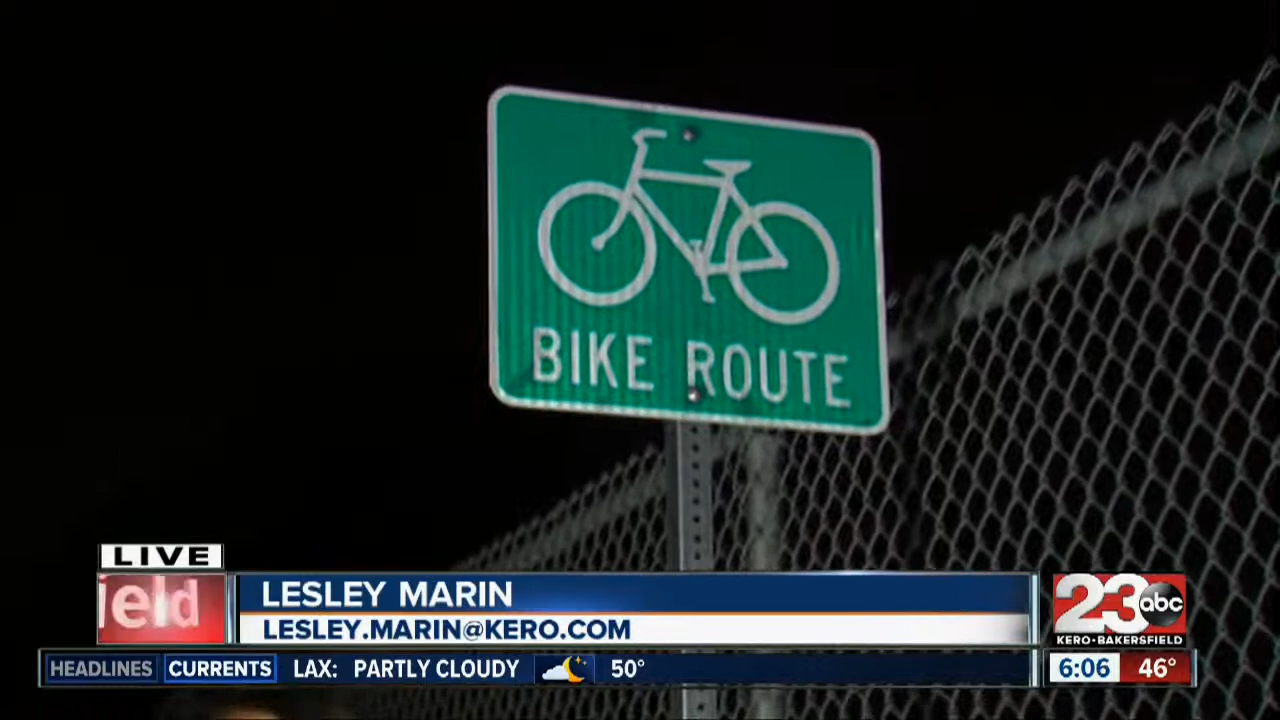 BIKE ROUTE
LIVE
ield
LESLEY MARIN
LESLEY.MARIN@KERO.COM
23 abc
KERO·BAKERSFIELD
HEADLINES CURRENTS LAX: PARTLY CLOUDY 50°
6:06 46°